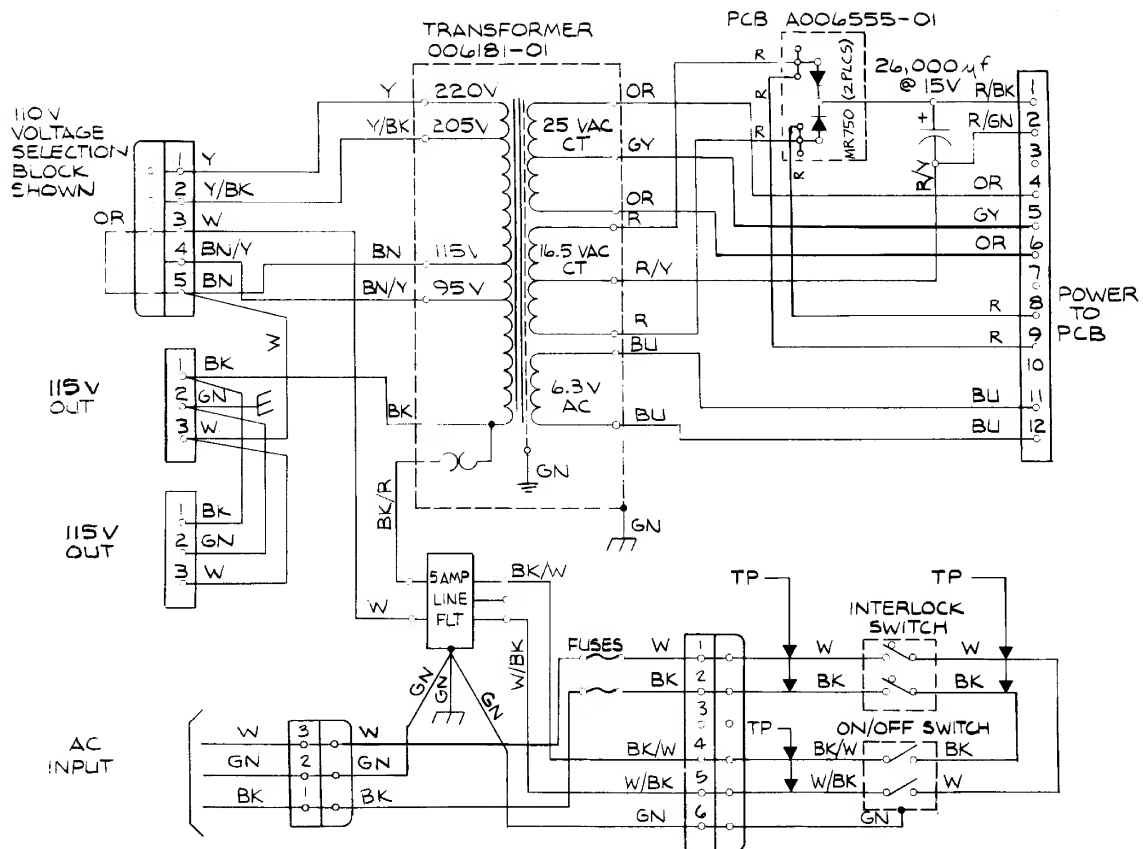 TRANSFORMER
006181-01
PCB A006555-01
26,000 µf
@ 15V
MR750 (2 PLCS)
R
R
R
R
110V
VOLTAGE
SELECTION
BLOCK
SHOWN
1 Y
2 Y/BK
3 W
4 BN/Y
5 BN
OR
W
Y 220V
Y/BK 205V
BN 115V
BN/Y 95V
BK
25 VAC
CT
16.5 VAC
CT
6.3V
AC
OR
GY
OR
R
R/Y
R
BU
BU
GN
GN
R/BK 1
R/GN 2
3
OR 4
GY 5
OR 6
7
R 8
R 9
10
BU 11
BU 12
R/Y
POWER
TO
PCB
115V
OUT
1 BK
2 GN
3 W
115V
OUT
1 BK
2 GN
3 W
BK/R
5 AMP
LINE
FLT
W
BK/W
W/BK
GN
GN
GN
FUSES
W 1
BK 2
3
BK/W 4
W/BK 5
GN 6
TP
TP
TP
INTERLOCK
SWITCH
W W
BK BK
ON/OFF SWITCH
BK/W BK
W/BK W
GN
AC
INPUT
W 3 W
GN 2 GN
BK 1 BK